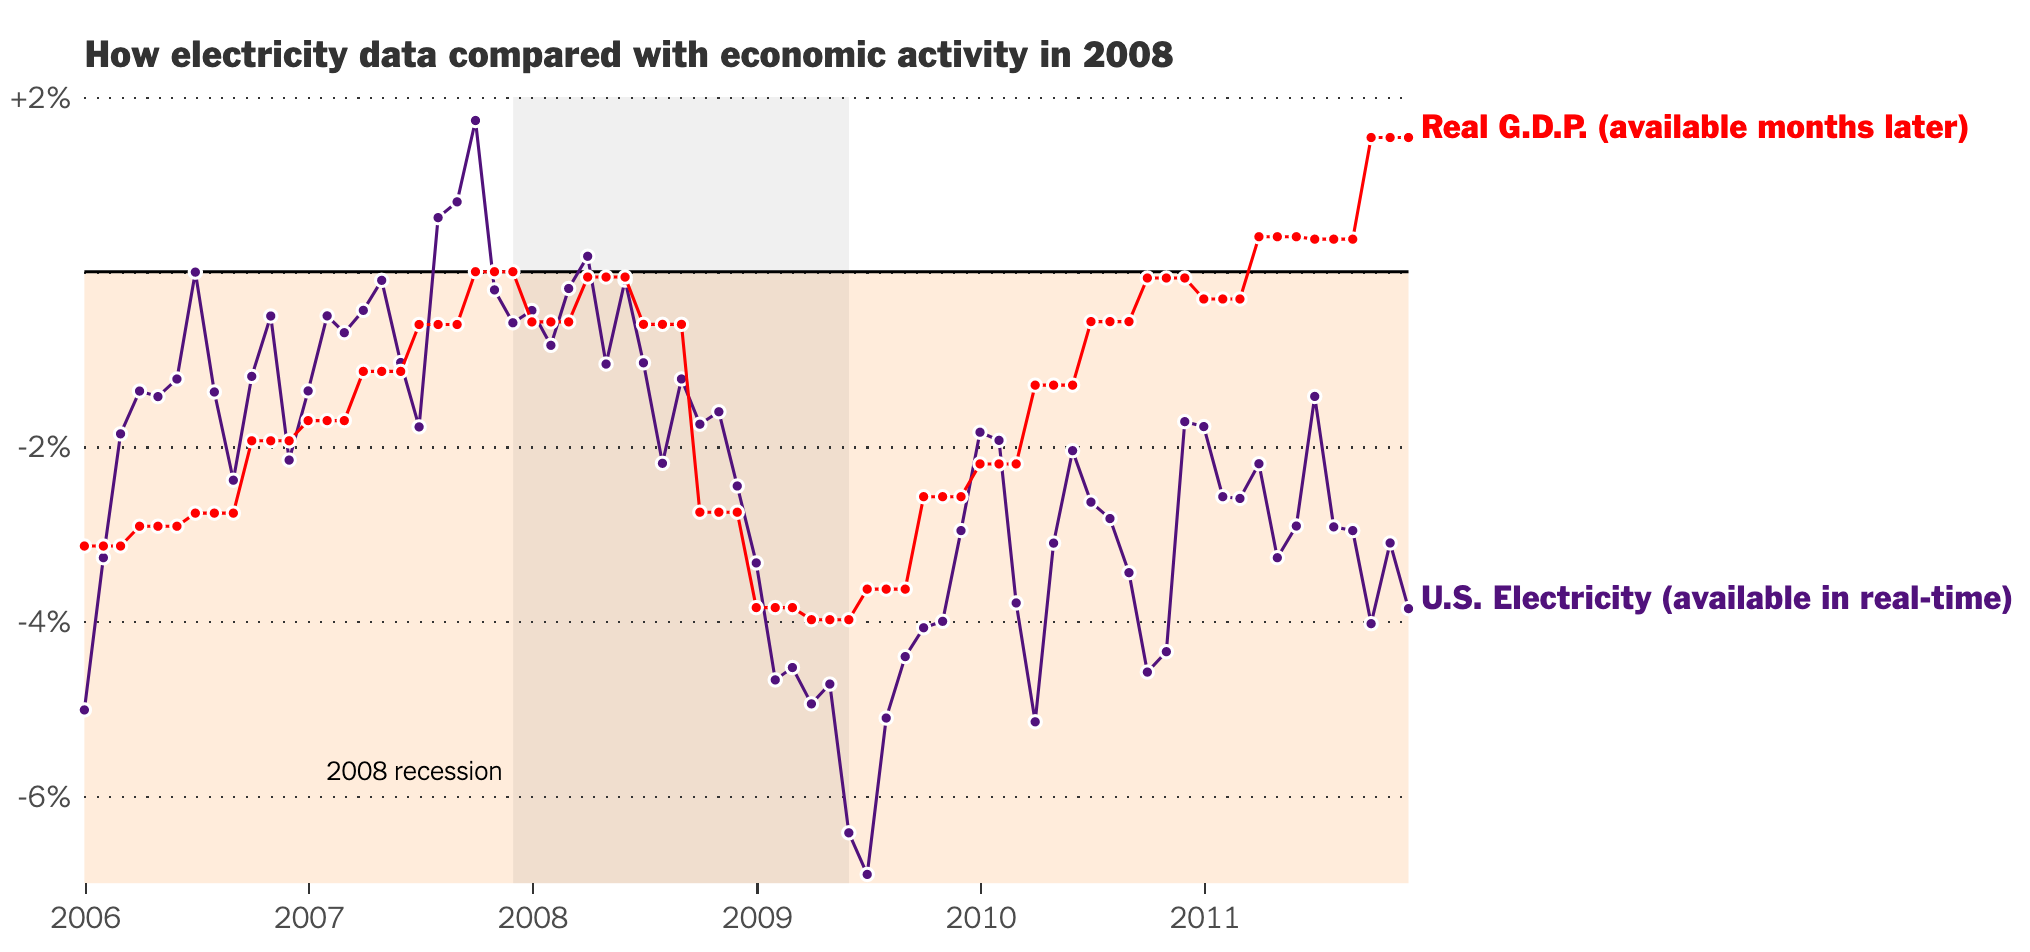 How electricity data compared with economic activity in 2008
+2%
Real G.D.P. (available months later)
-2%
U.S. Electricity (available in real-time)
-4%
2008 recession
-6%
2006 2007 2008 2009 2010 2011